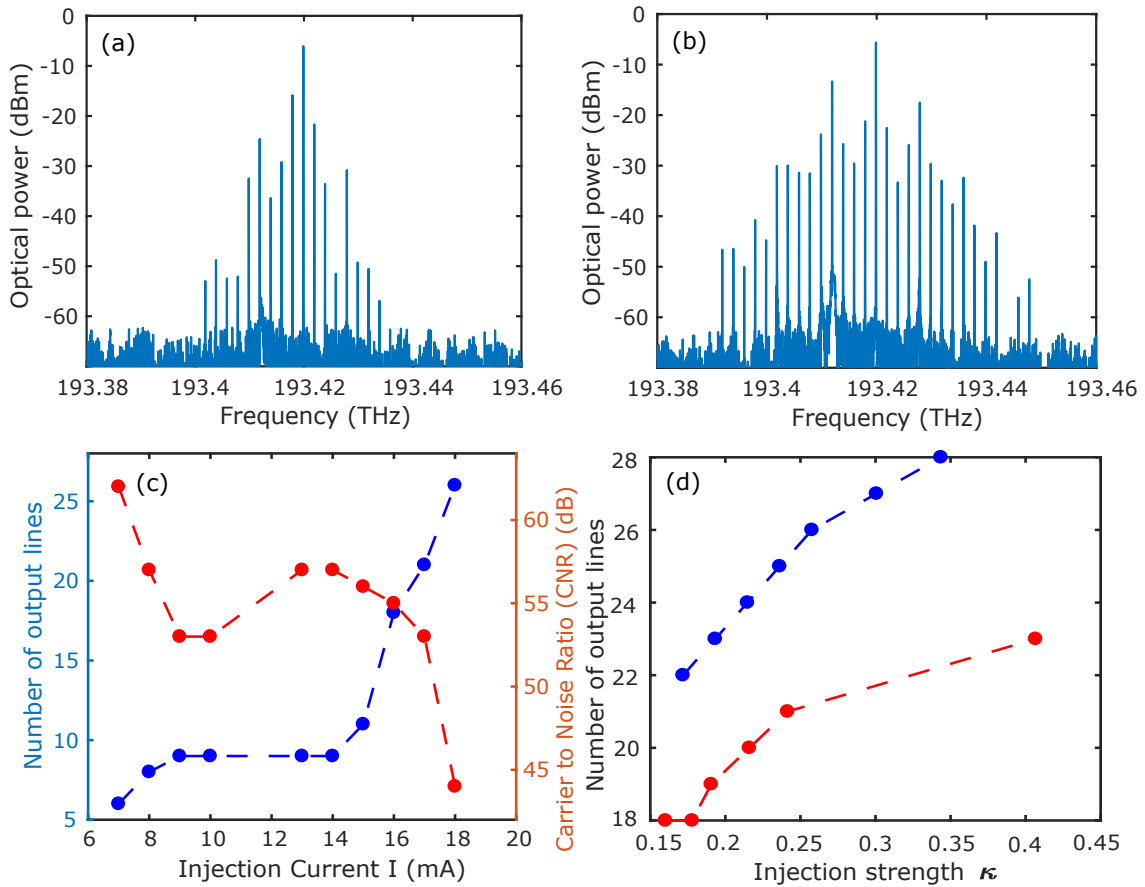 (a)
0
-10
-20
-30
-40
-50
-60
Optical power (dBm)
193.38 193.4 193.42 193.44 193.46
Frequency (THz)
(b)
0
-10
-20
-30
-40
-50
-60
Optical power (dBm)
193.38 193.4 193.42 193.44 193.46
Frequency (THz)
(c)
25
20
15
10
5
Number of output lines
60
55
50
45
Carrier to Noise Ratio (CNR) (dB)
6 8 10 12 14 16 18 20
Injection Current I (mA)
(d)
28
26
24
22
20
18
Number of output lines
0.15 0.2 0.25 0.3 0.35 0.4 0.45
Injection strength κ